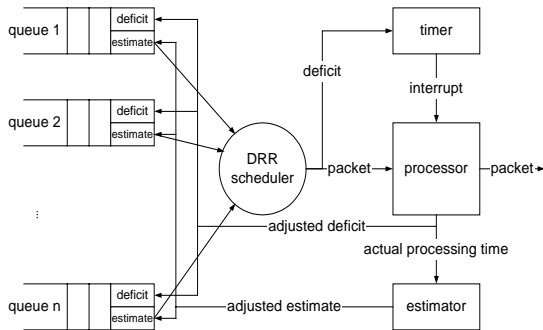 queue 1
deficit
estimate
queue 2
deficit
estimate
...
queue n
deficit
estimate
DRR
scheduler
deficit
timer
interrupt
packet
processor
packet
adjusted deficit
actual processing time
adjusted estimate
estimator